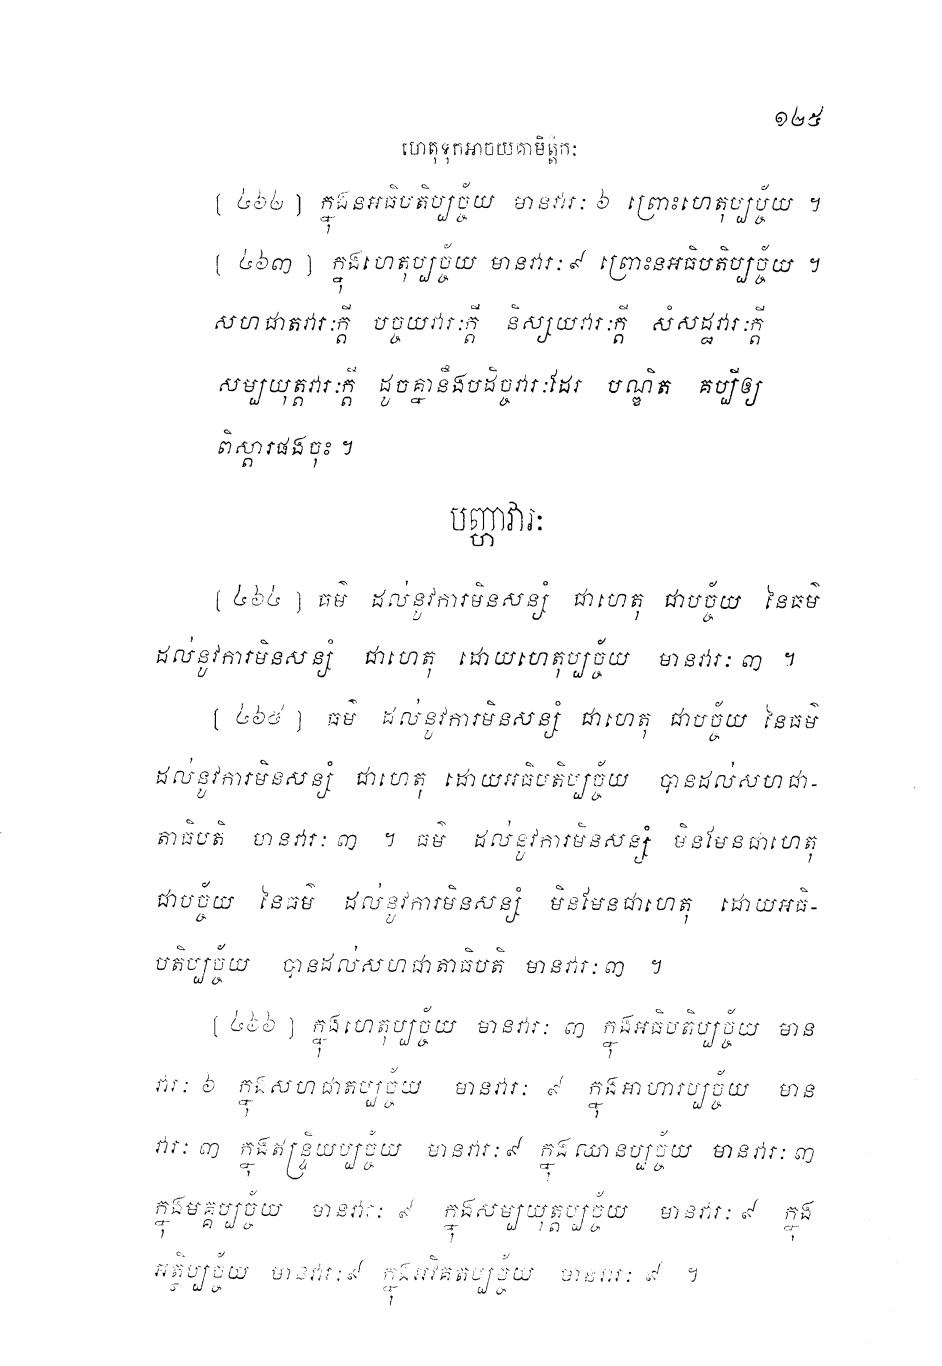 ១២៥
ហេតុទុកអាចយគាមិត្តកៈ
[ ៤៦២ ] ក្នុងនអធិបតិប្បច្ច័យ មានវារៈ ៦ ព្រោះហេតុប្បច្ច័យ ។
[ ៤៦៣ ] ក្នុងហេតុប្បច្ច័យ មានវារៈ ៩ ព្រោះនអធិបតិប្បច្ច័យ ។
សហជាតវារៈក្តី បច្ចយវារៈក្តី និស្សយវារៈក្តី សំសដ្ឋវារៈក្តី
សម្បយុត្តវារៈក្តី ដូចគ្នានឹងបដិច្ចវារៈដែរ បណ្ឌិត គប្បីឲ្យ
ពិស្តារផងចុះ ។
បញ្ហាវារៈ
[ ៤៦៤ ] ធម៌ ដល់នូវការមិនសន្សំ ជាហេតុ ជាបច្ច័យ នៃធម៌
ដល់នូវការមិនសន្សំ ជាហេតុ ដោយហេតុប្បច្ច័យ មានវារៈ ៣ ។
[ ៤៦៥ ] ធម៌ ដល់នូវការមិនសន្សំ ជាហេតុ ជាបច្ច័យ នៃធម៌
ដល់នូវការមិនសន្សំ ជាហេតុ ដោយអធិបតិប្បច្ច័យ បានដល់សហជា-
តាធិបតិ មានវារៈ ៣ ។ ធម៌ ដល់នូវការមិនសន្សំ មិនមែនជាហេតុ
ជាបច្ច័យ នៃធម៌ ដល់នូវការមិនសន្សំ មិនមែនជាហេតុ ដោយអធិ-
បតិប្បច្ច័យ បានដល់សហជាតាធិបតិ មានវារៈ ៣ ។
[ ៤៦៦ ] ក្នុងហេតុប្បច្ច័យ មានវារៈ ៣ ក្នុងអធិបតិប្បច្ច័យ មាន
វារៈ ៦ ក្នុងសហជាតប្បច្ច័យ មានវារៈ ៩ ក្នុងអាហារប្បច្ច័យ មាន
វារៈ ៣ ក្នុងឥន្ទ្រិយប្បច្ច័យ មានវារៈ ៩ ក្នុងឈានប្បច្ច័យ មានវារៈ ៣
ក្នុងមគ្គប្បច្ច័យ មានវារៈ ៩ ក្នុងសម្បយុត្តប្បច្ច័យ មានវារៈ ៩ ក្នុង
អត្ថិប្បច្ច័យ មានវារៈ ៩ ក្នុងអវិគតប្បច្ច័យ មានវារៈ ៩ ។